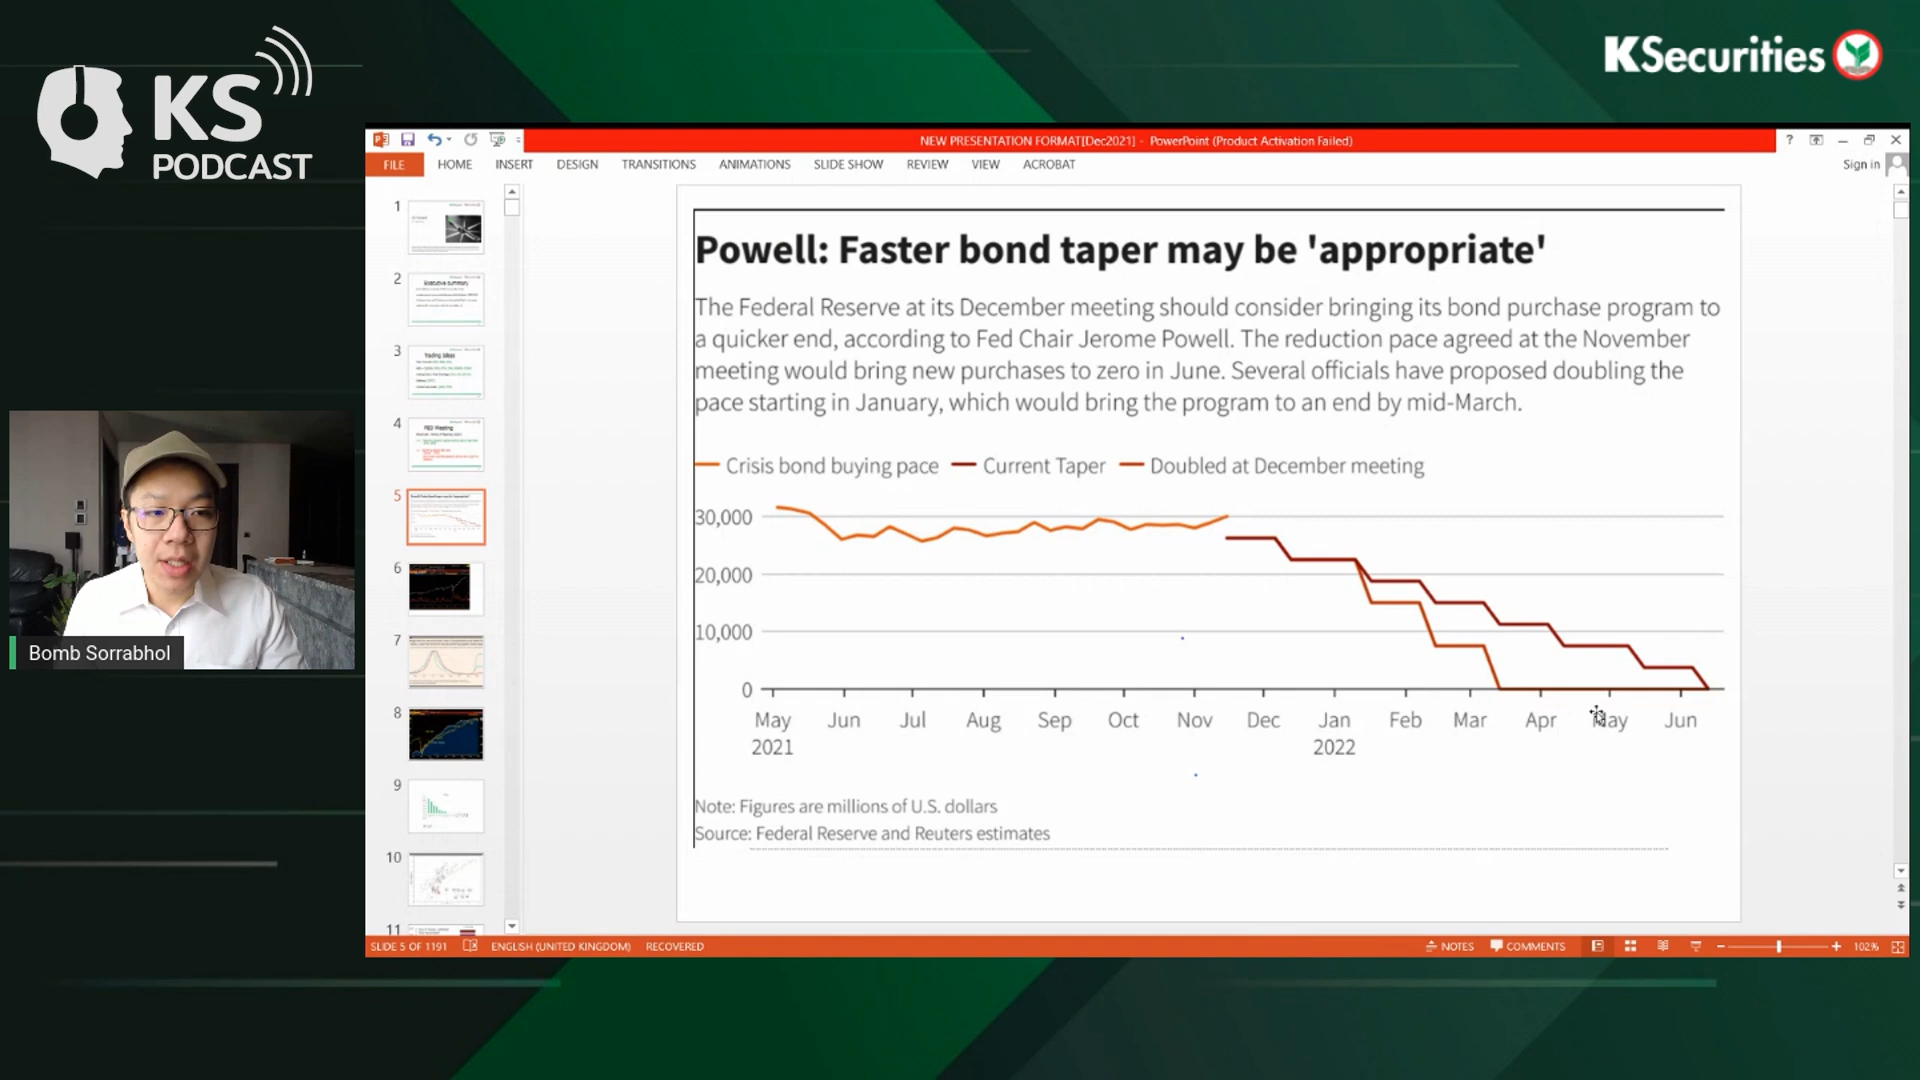 KS
PODCAST
KSecurities
NEW PRESENTATION FORMAT[Dec2021] - PowerPoint (Product Activation Failed)
?
FILE HOME INSERT DESIGN TRANSITIONS ANIMATIONS SLIDE SHOW REVIEW VIEW ACROBAT
Sign in
1
2
Executive summary
3
Trading Ideas
4
FED Meeting
5
6
7
8
9
10
11
Powell: Faster bond taper may be 'appropriate'
The Federal Reserve at its December meeting should consider bringing its bond purchase program to
a quicker end, according to Fed Chair Jerome Powell. The reduction pace agreed at the November
meeting would bring new purchases to zero in June. Several officials have proposed doubling the
pace starting in January, which would bring the program to an end by mid-March.
Crisis bond buying pace Current Taper Doubled at December meeting
30,000
20,000
10,000
0
May Jun Jul Aug Sep Oct Nov Dec Jan Feb Mar Apr May Jun
2021 2022
Note: Figures are millions of U.S. dollars
Source: Federal Reserve and Reuters estimates
Bomb Sorrabhol
SLIDE 5 OF 1191 ENGLISH (UNITED KINGDOM) RECOVERED NOTES COMMENTS 102%